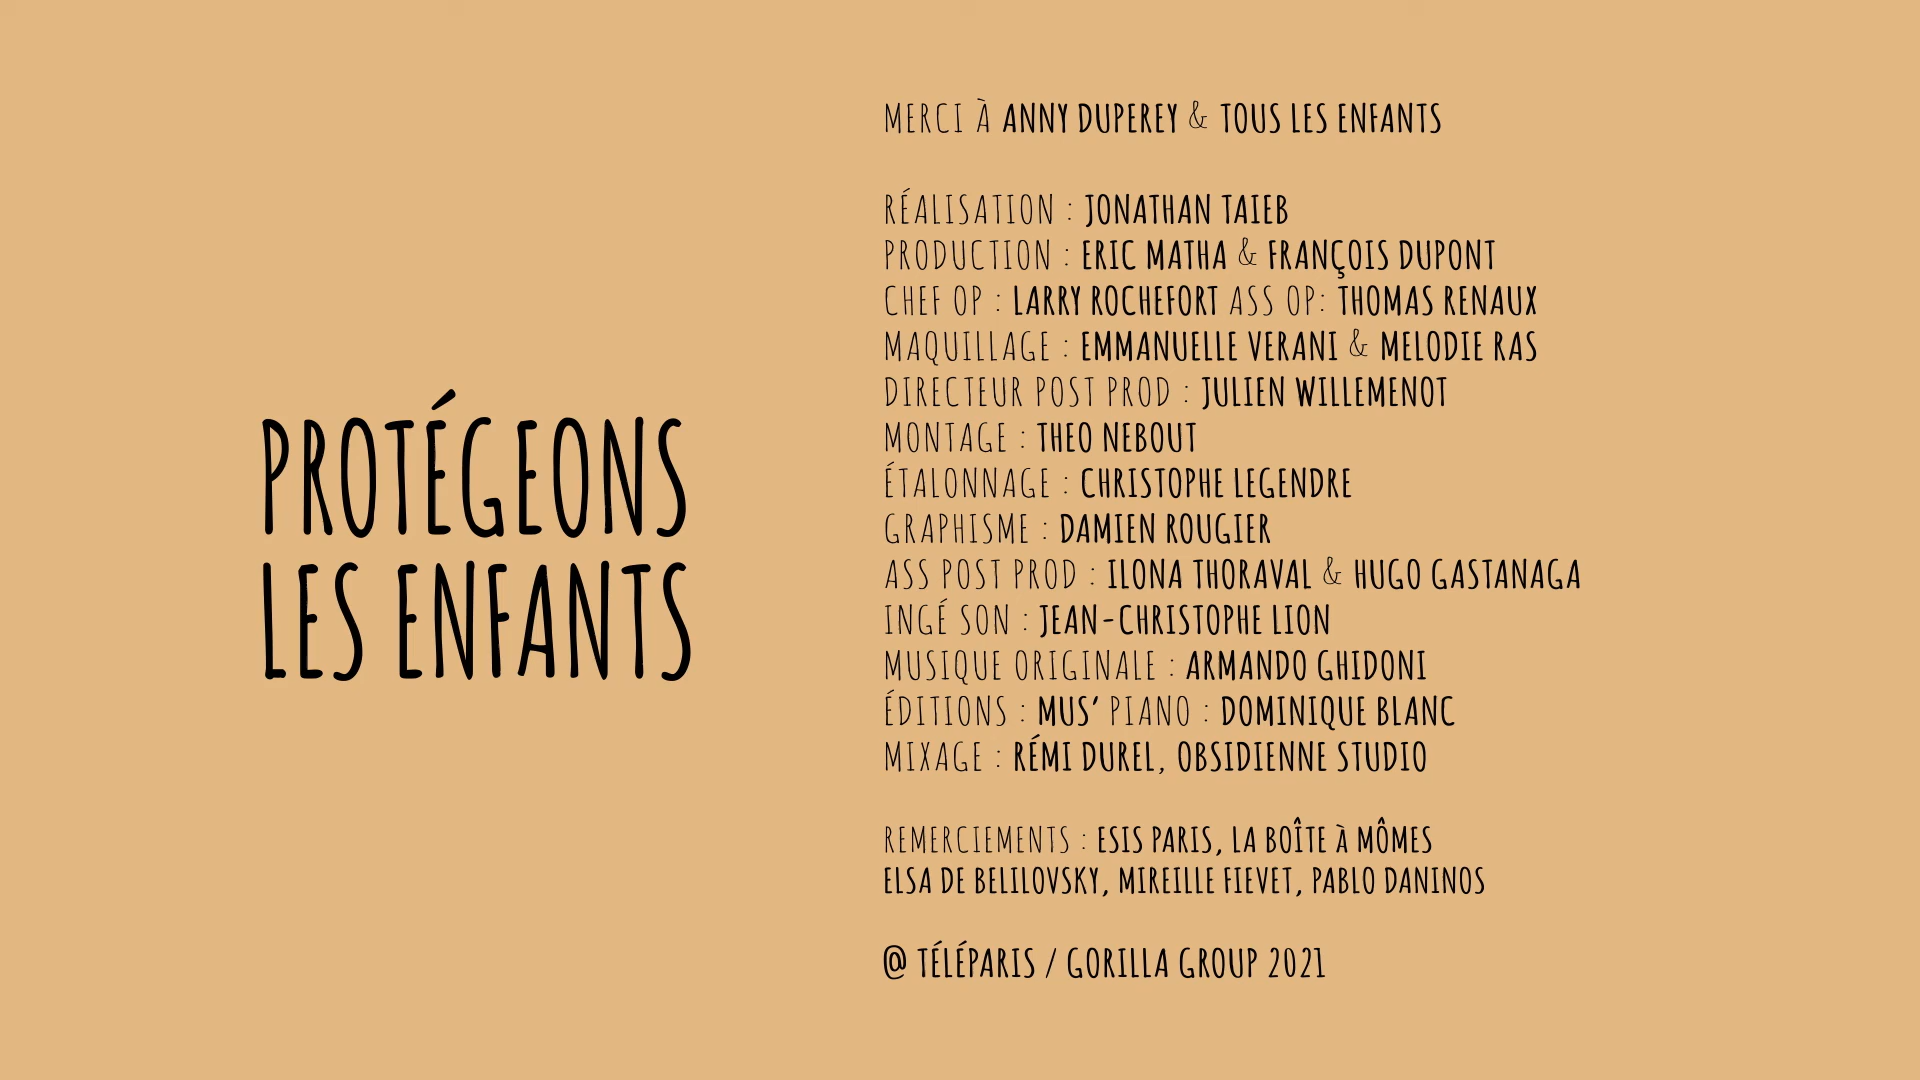 PROTÉGEONS
LES ENFANTS
MERCI À ANNY DUPEREY & TOUS LES ENFANTS
RÉALISATION : JONATHAN TAIEB
PRODUCTION : ERIC MATHA & FRANÇOIS DUPONT
CHEF OP : LARRY ROCHEFORT ASS OP: THOMAS RENAUX
MAQUILLAGE : EMMANUELLE VERANI & MELODIE RAS
DIRECTEUR POST PROD : JULIEN WILLEMENOT
MONTAGE : THEO NEBOUT
ÉTALONNAGE : CHRISTOPHE LEGENDRE
GRAPHISME : DAMIEN ROUGIER
ASS POST PROD : ILONA THORAVAL & HUGO GASTANAGA
INGÉ SON : JEAN-CHRISTOPHE LION
MUSIQUE ORIGINALE : ARMANDO GHIDONI
ÉDITIONS : MUS’ PIANO : DOMINIQUE BLANC
MIXAGE : RÉMI DUREL, OBSIDIENNE STUDIO
REMERCIEMENTS : ESIS PARIS, LA BOÎTE À MÔMES
ELSA DE BELILOVSKY, MIREILLE FIEVET, PABLO DANINOS
@ TÉLÉPARIS / GORILLA GROUP 2021